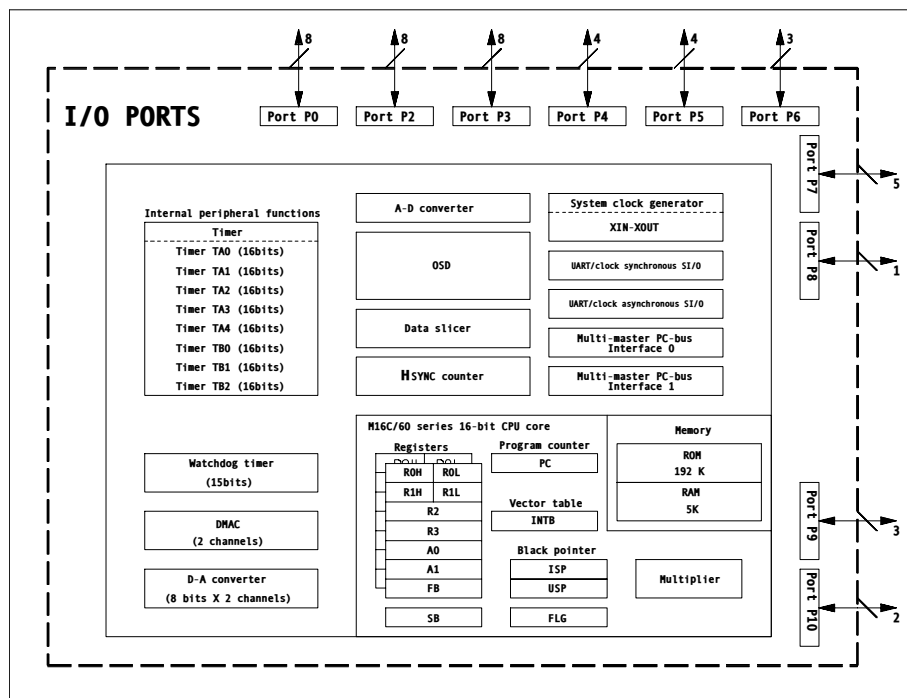 8 8 8 4 4 3
I/O PORTS
Port P0 Port P2 Port P3 Port P4 Port P5 Port P6
Port P7
5
Port P8
1
Internal peripheral functions
Timer
Timer TA0 (16bits)
Timer TA1 (16bits)
Timer TA2 (16bits)
Timer TA3 (16bits)
Timer TA4 (16bits)
Timer TB0 (16bits)
Timer TB1 (16bits)
Timer TB2 (16bits)
A-D converter
OSD
Data slicer
HSYNC counter
System clock generator
XIN-XOUT
UART/clock synchronous SI/O
UART/clock asynchronous SI/O
Multi-master PC-bus
Interface 0
Multi-master PC-bus
Interface 1
Watchdog timer
(15bits)
DMAC
(2 channels)
D-A converter
(8 bits X 2 channels)
M16C/60 series 16-bit CPU core
Registers
R0H R0L
R1H R1L
R2
R3
A0
A1
FB
SB
Program counter
PC
Vector table
INTB
Black pointer
ISP
USP
FLG
Memory
ROM
192 K
RAM
5K
Multiplier
Port P9
3
Port P10
2